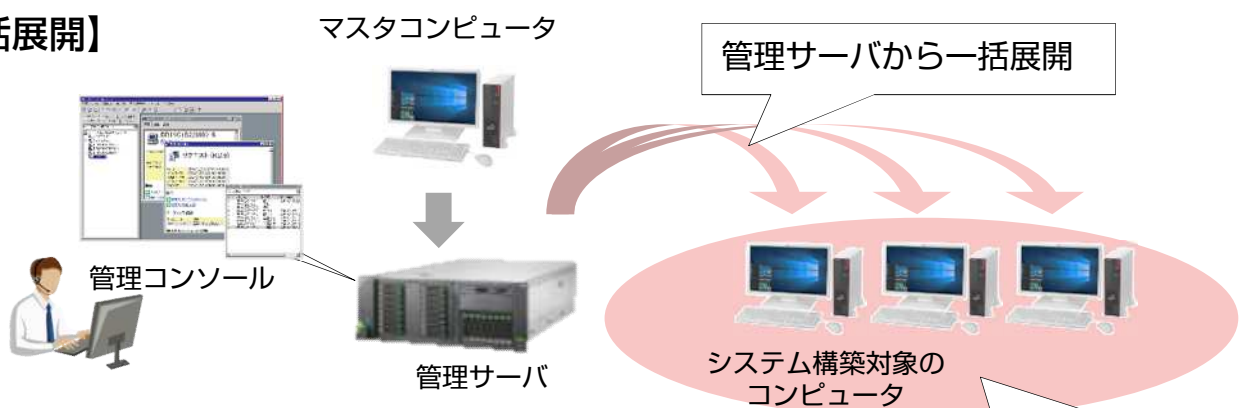 括展開】
マスタコンピュータ
管理サーバから一括展開
管理コンソール
管理サーバ
システム構築対象の
コンピュータ